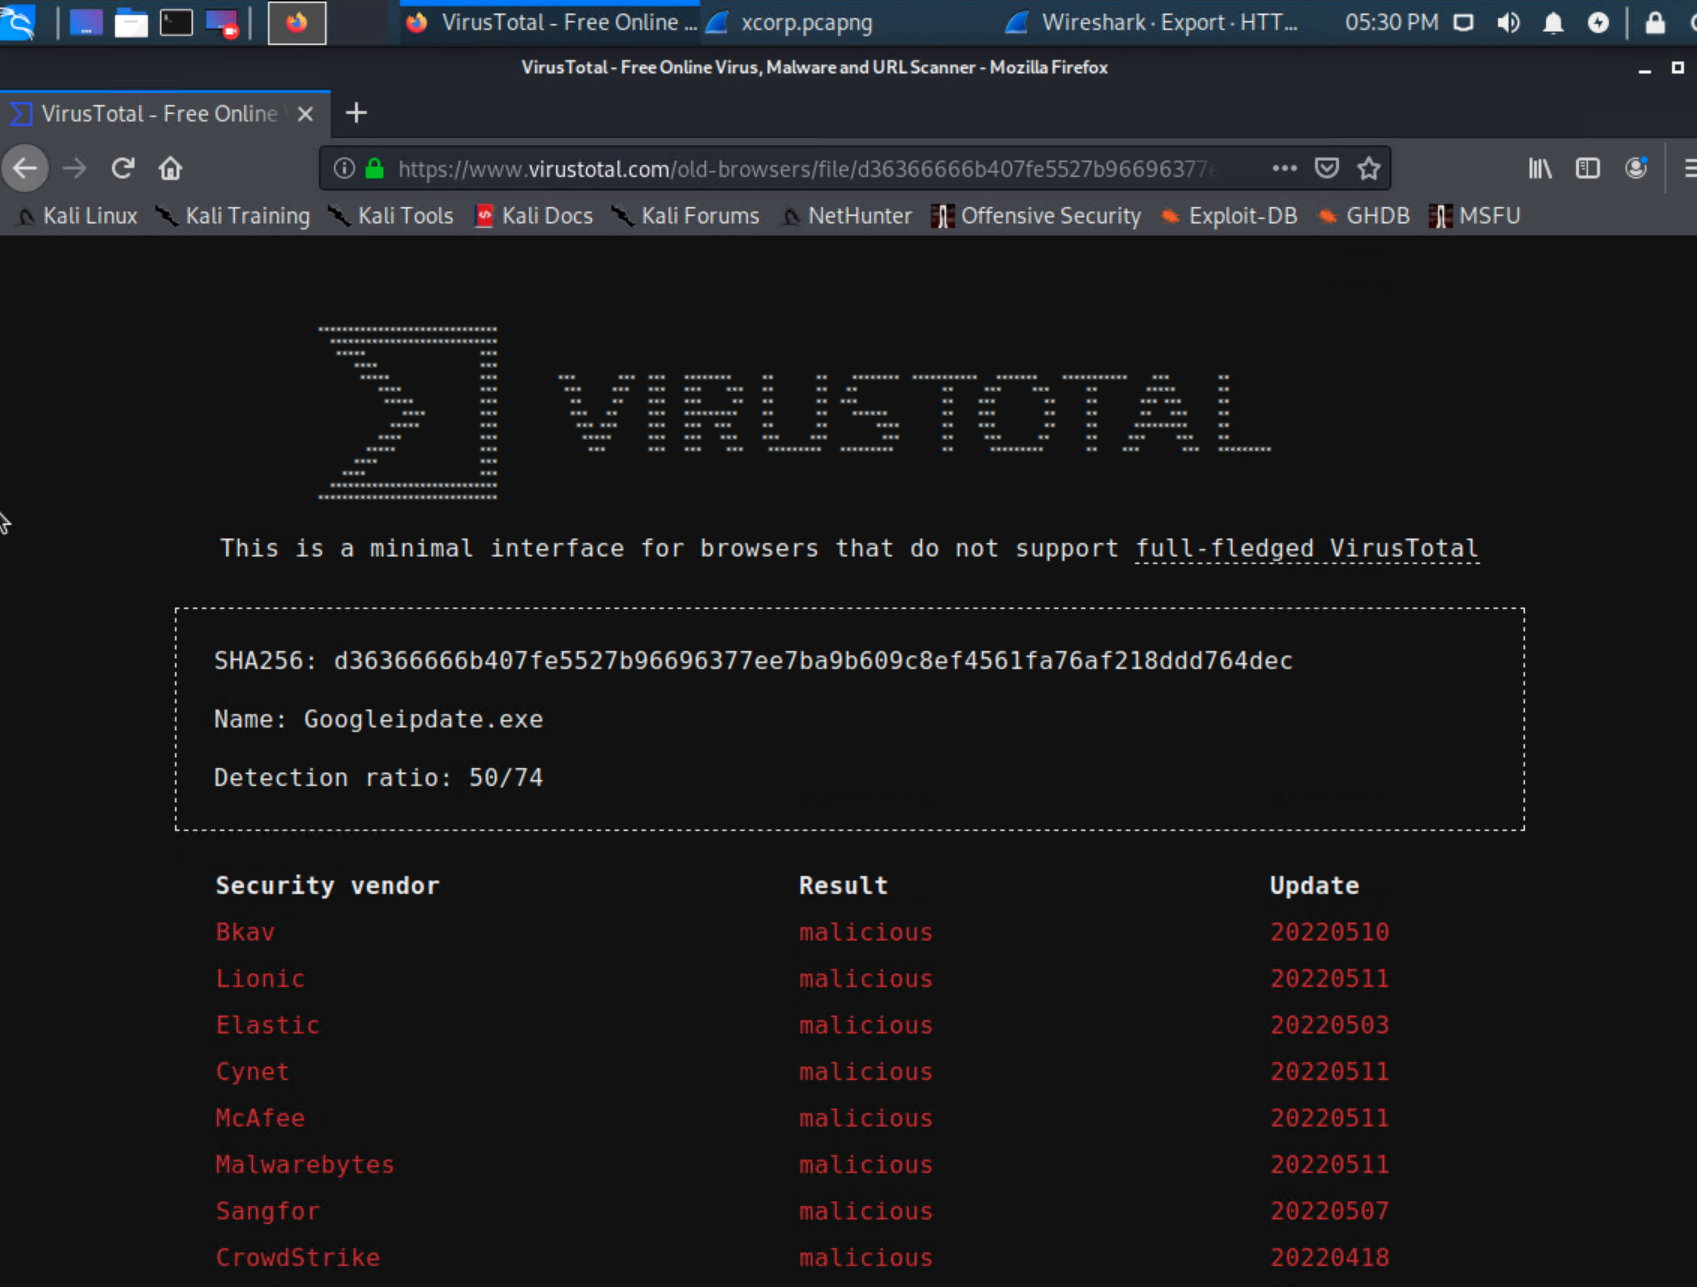 VirusTotal - Free Online ... xcorp.pcapng Wireshark · Export · HTT... 05:30 PM
VirusTotal - Free Online Virus, Malware and URL Scanner - Mozilla Firefox
VirusTotal - Free Online
https://www.virustotal.com/old-browsers/file/d36366666b407fe5527b96696377e
Kali Linux Kali Training Kali Tools Kali Docs Kali Forums NetHunter Offensive Security Exploit-DB GHDB MSFU
VIRUSTOTAL
This is a minimal interface for browsers that do not support full-fledged VirusTotal
SHA256: d36366666b407fe5527b96696377ee7ba9b609c8ef4561fa76af218ddd764dec
Name: Googleipdate.exe
Detection ratio: 50/74
Security vendor Result Update
Bkav malicious 20220510
Lionic malicious 20220511
Elastic malicious 20220503
Cynet malicious 20220511
McAfee malicious 20220511
Malwarebytes malicious 20220511
Sangfor malicious 20220507
CrowdStrike malicious 20220418